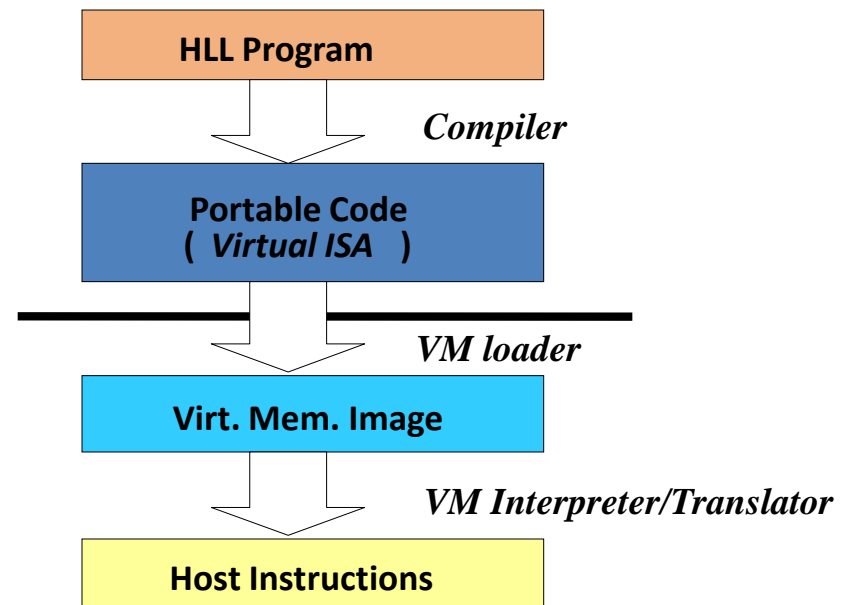 HLL Program
Compiler
Portable Code
( Virtual ISA )
VM loader
Virt. Mem. Image
VM Interpreter/Translator
Host Instructions